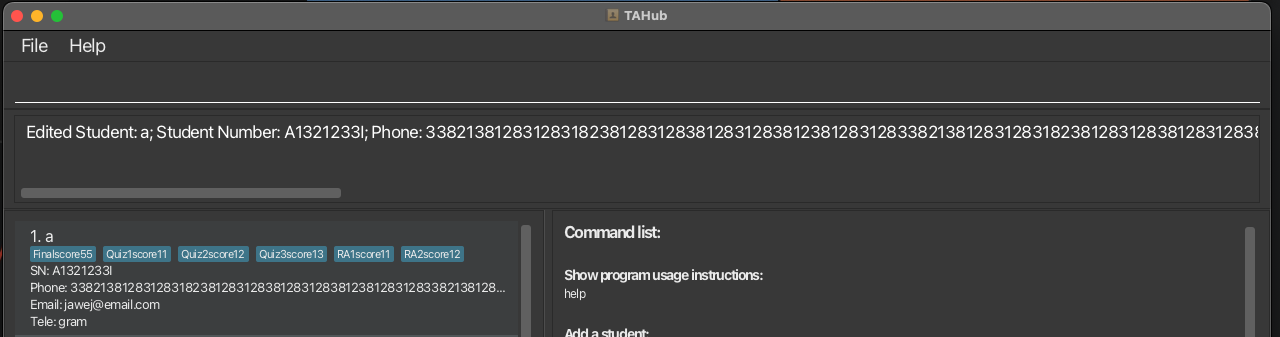 TAHub
File Help
Edited Student: a; Student Number: A1321233I; Phone: 33821381283128318238128312838128312838123812831283382138128312831823812831283812831283
1. a
Finalscore55 Quiz1score11 Quiz2score12 Quiz3score13 RA1score11 RA2score12
SN: A1321233I
Phone: 33821381283128318238128312838128312838123812831283382138128...
Email: jawej@email.com
Tele: gram
Command list:
Show program usage instructions:
help
Add a student: